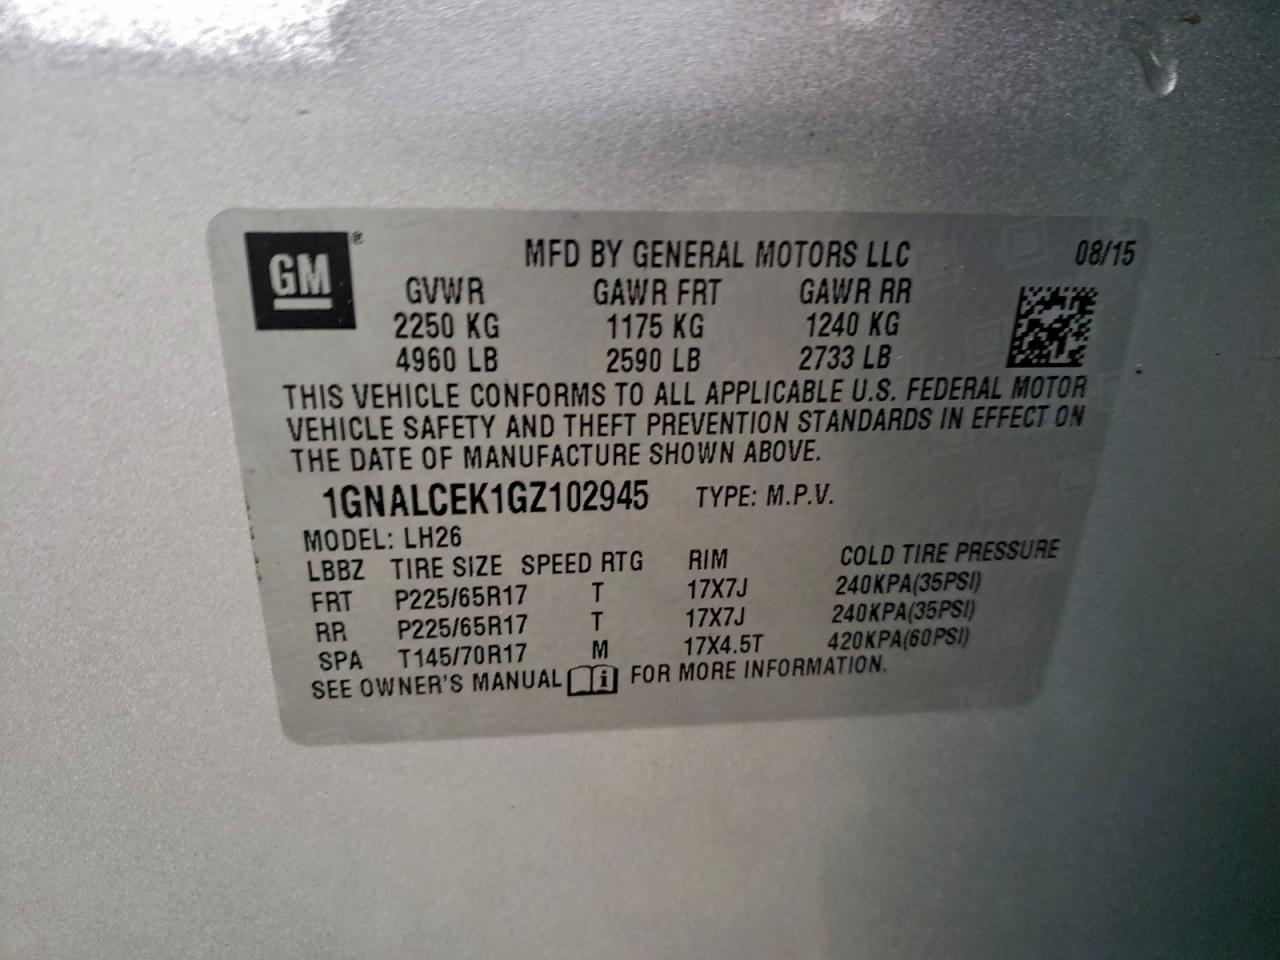 GM® MFD BY GENERAL MOTORS LLC 08/15
GVWR GAWR FRT GAWR RR
2250 KG 1175 KG 1240 KG
4960 LB 2590 LB 2733 LB
THIS VEHICLE CONFORMS TO ALL APPLICABLE U.S. FEDERAL MOTOR
VEHICLE SAFETY AND THEFT PREVENTION STANDARDS IN EFFECT ON
THE DATE OF MANUFACTURE SHOWN ABOVE.
1GNALCEK1GZ102945 TYPE: M.P.V.
MODEL: LH26
LBBZ TIRE SIZE SPEED RTG RIM COLD TIRE PRESSURE
FRT P225/65R17 T 17X7J 240KPA(35PSI)
RR P225/65R17 T 17X7J 240KPA(35PSI)
SPA T145/70R17 M 17X4.5T 420KPA(60PSI)
SEE OWNER'S MANUAL i FOR MORE INFORMATION.